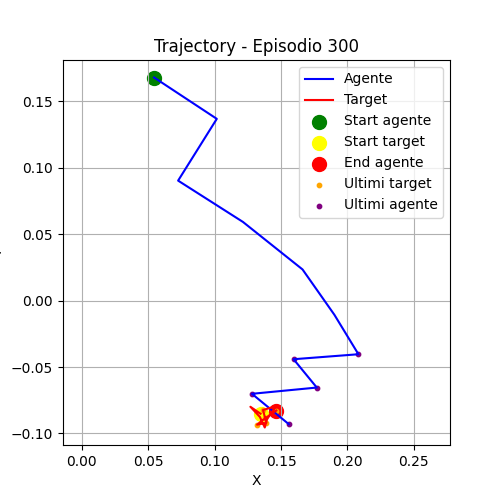 Trajectory - Episodio 300
Agente
Target
Start agente
Start target
End agente
Ultimi target
Ultimi agente
0.15
0.10
0.05
0.00
−0.05
−0.10
0.00
0.05
0.10
0.15
0.20
0.25
X